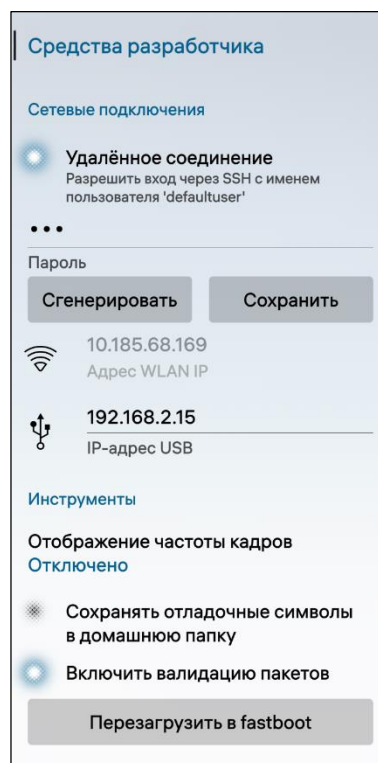 Средства разработчика
Сетевые подключения
Удалённое соединение
Разрешить вход через SSH с именем
пользователя 'defaultuser'
•••
Пароль
Сгенерировать
Сохранить
10.185.68.169
Адрес WLAN IP
192.168.2.15
IP-адрес USB
Инструменты
Отображение частоты кадров
Отключено
Сохранять отладочные символы
в домашнюю папку
Включить валидацию пакетов
Перезагрузить в fastboot